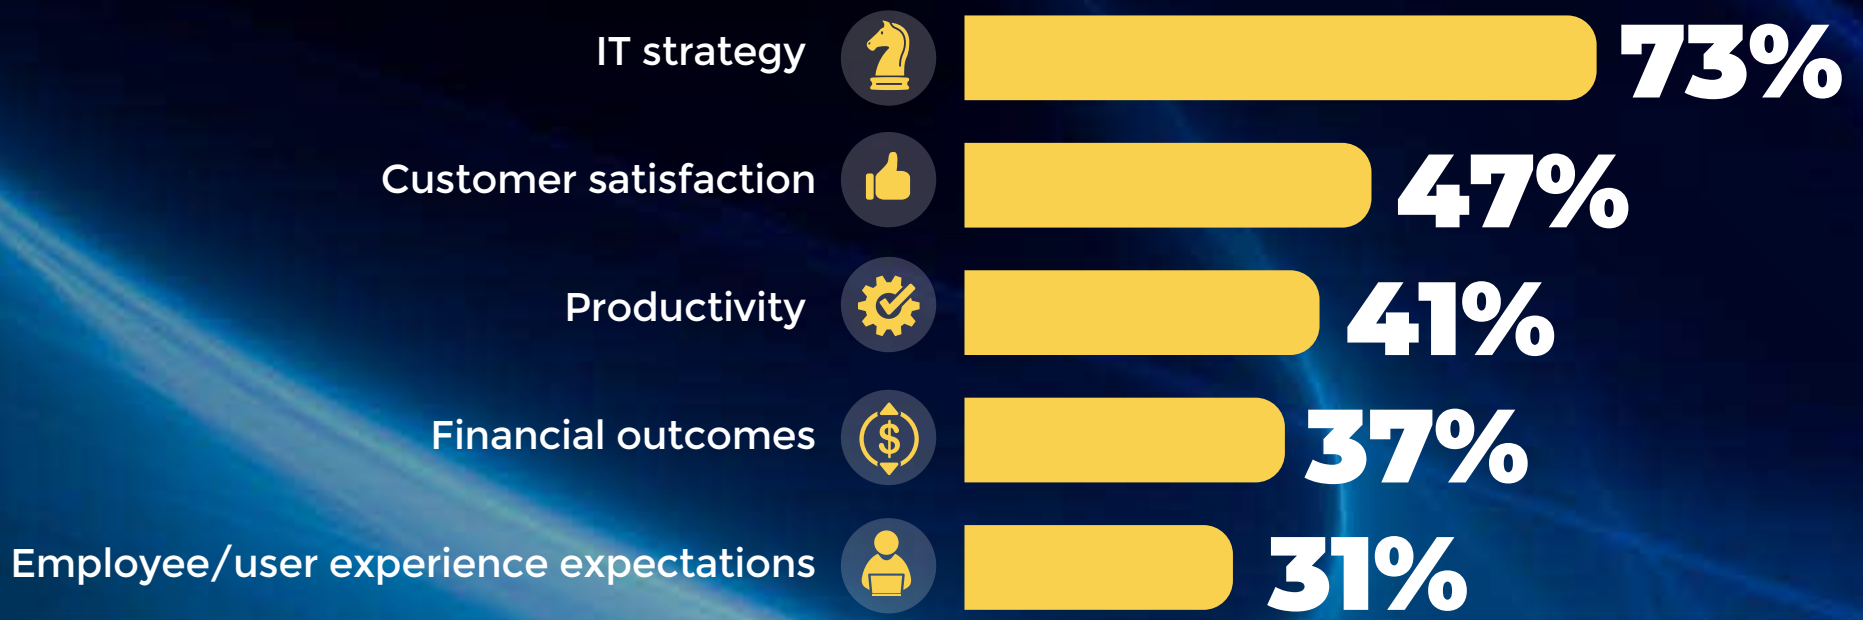 IT strategy 73%
Customer satisfaction 47%
Productivity 41%
Financial outcomes $ 37%
Employee/user experience expectations 31%